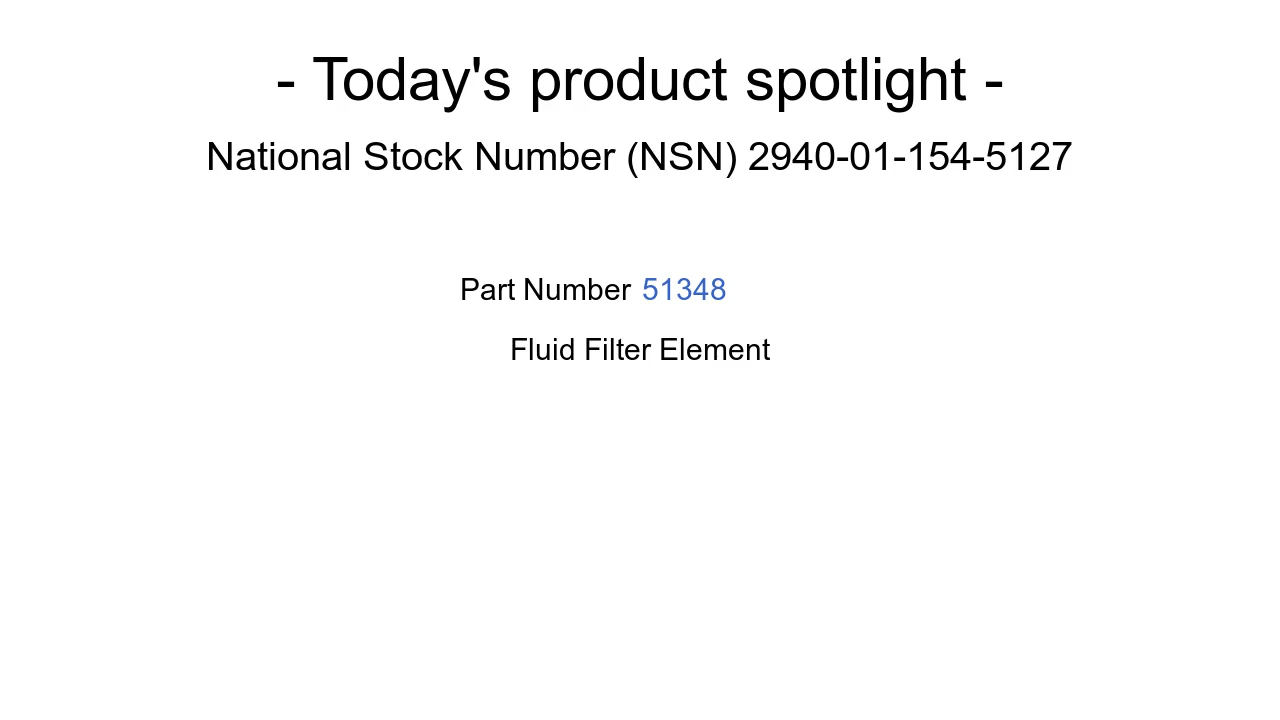 - Today's product spotlight -
National Stock Number (NSN) 2940-01-154-5127
Part Number 51348
Fluid Filter Element